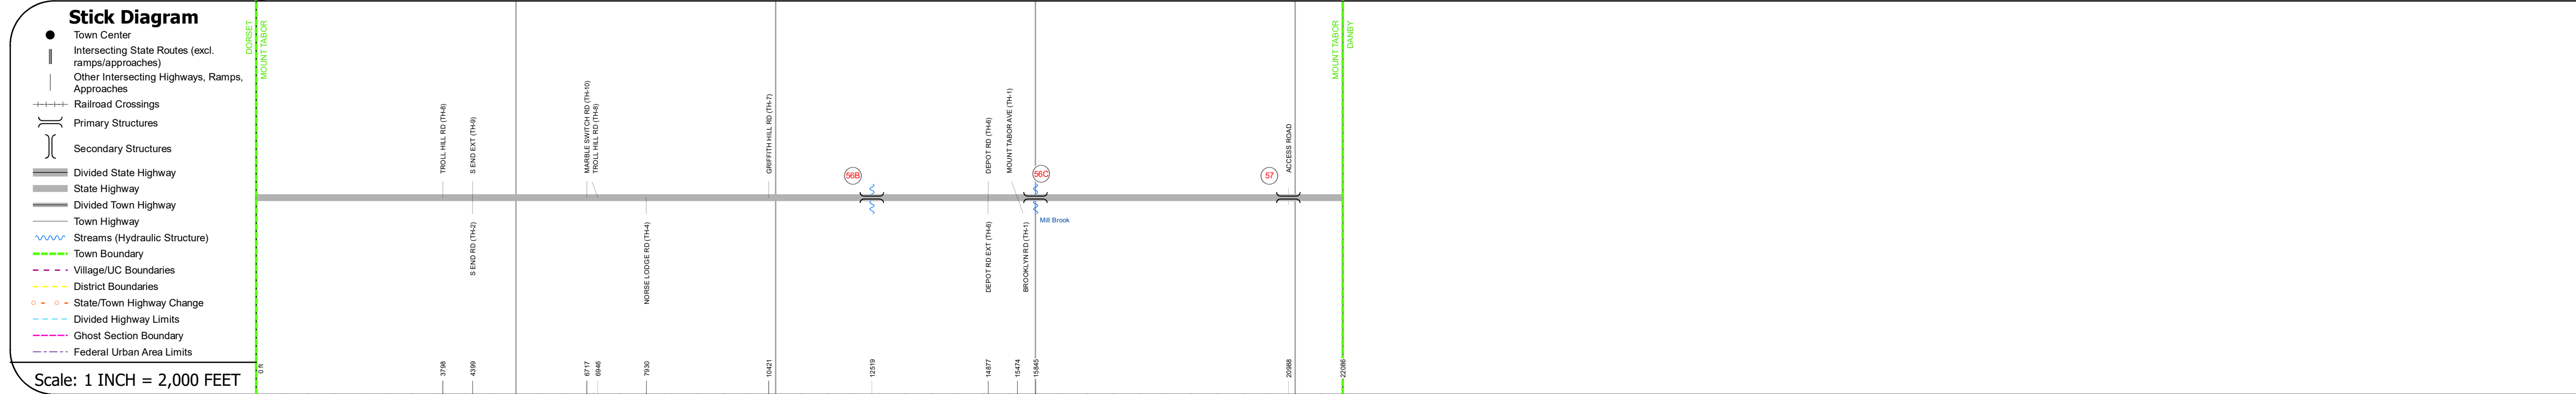 Stick Diagram
Town Center
Intersecting State Routes (excl.
ramps/approaches)
Other Intersecting Highways, Ramps,
Approaches
Railroad Crossings
Primary Structures
Secondary Structures
Divided State Highway
State Highway
Divided Town Highway
Town Highway
Streams (Hydraulic Structure)
Town Boundary
Village/UC Boundaries
District Boundaries
State/Town Highway Change
Divided Highway Limits
Ghost Section Boundary
Federal Urban Area Limits
Scale: 1 INCH = 2,000 FEET
DORSET
MOUNT TABOR
TROLL HILL RD (TH-8)
S END EXT (TH-9)
MARBLE SWITCH RD (TH-10)
TROLL HILL RD (TH-8)
GRIFFITH HILL RD (TH-7)
56B
DEPOT RD (TH-6)
MOUNT TABOR AVE (TH-1)
56C
57
ACCESS ROAD
MOUNT TABOR
DANBY
S END RD (TH-2)
NORSE LODGE RD (TH-4)
DEPOT RD EXT (TH-6)
BROOKLYN RD (TH-1)
Mill Brook
0 ft
3798
4399
6717
6946
7930
10421
12519
14877
15474
15845
20988
22086